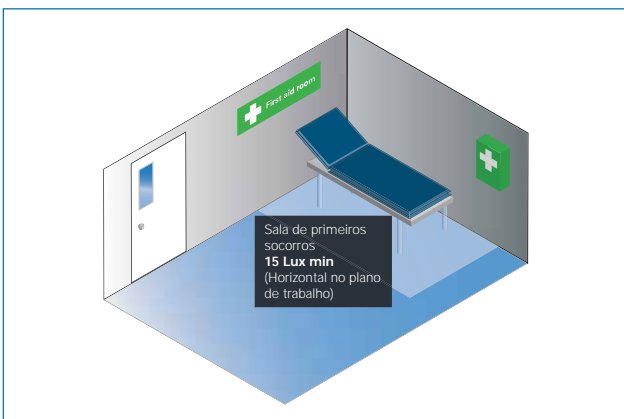 First aid room
Sala de primeiros
socorros
15 Lux min
(Horizontal no plano
de trabalho)